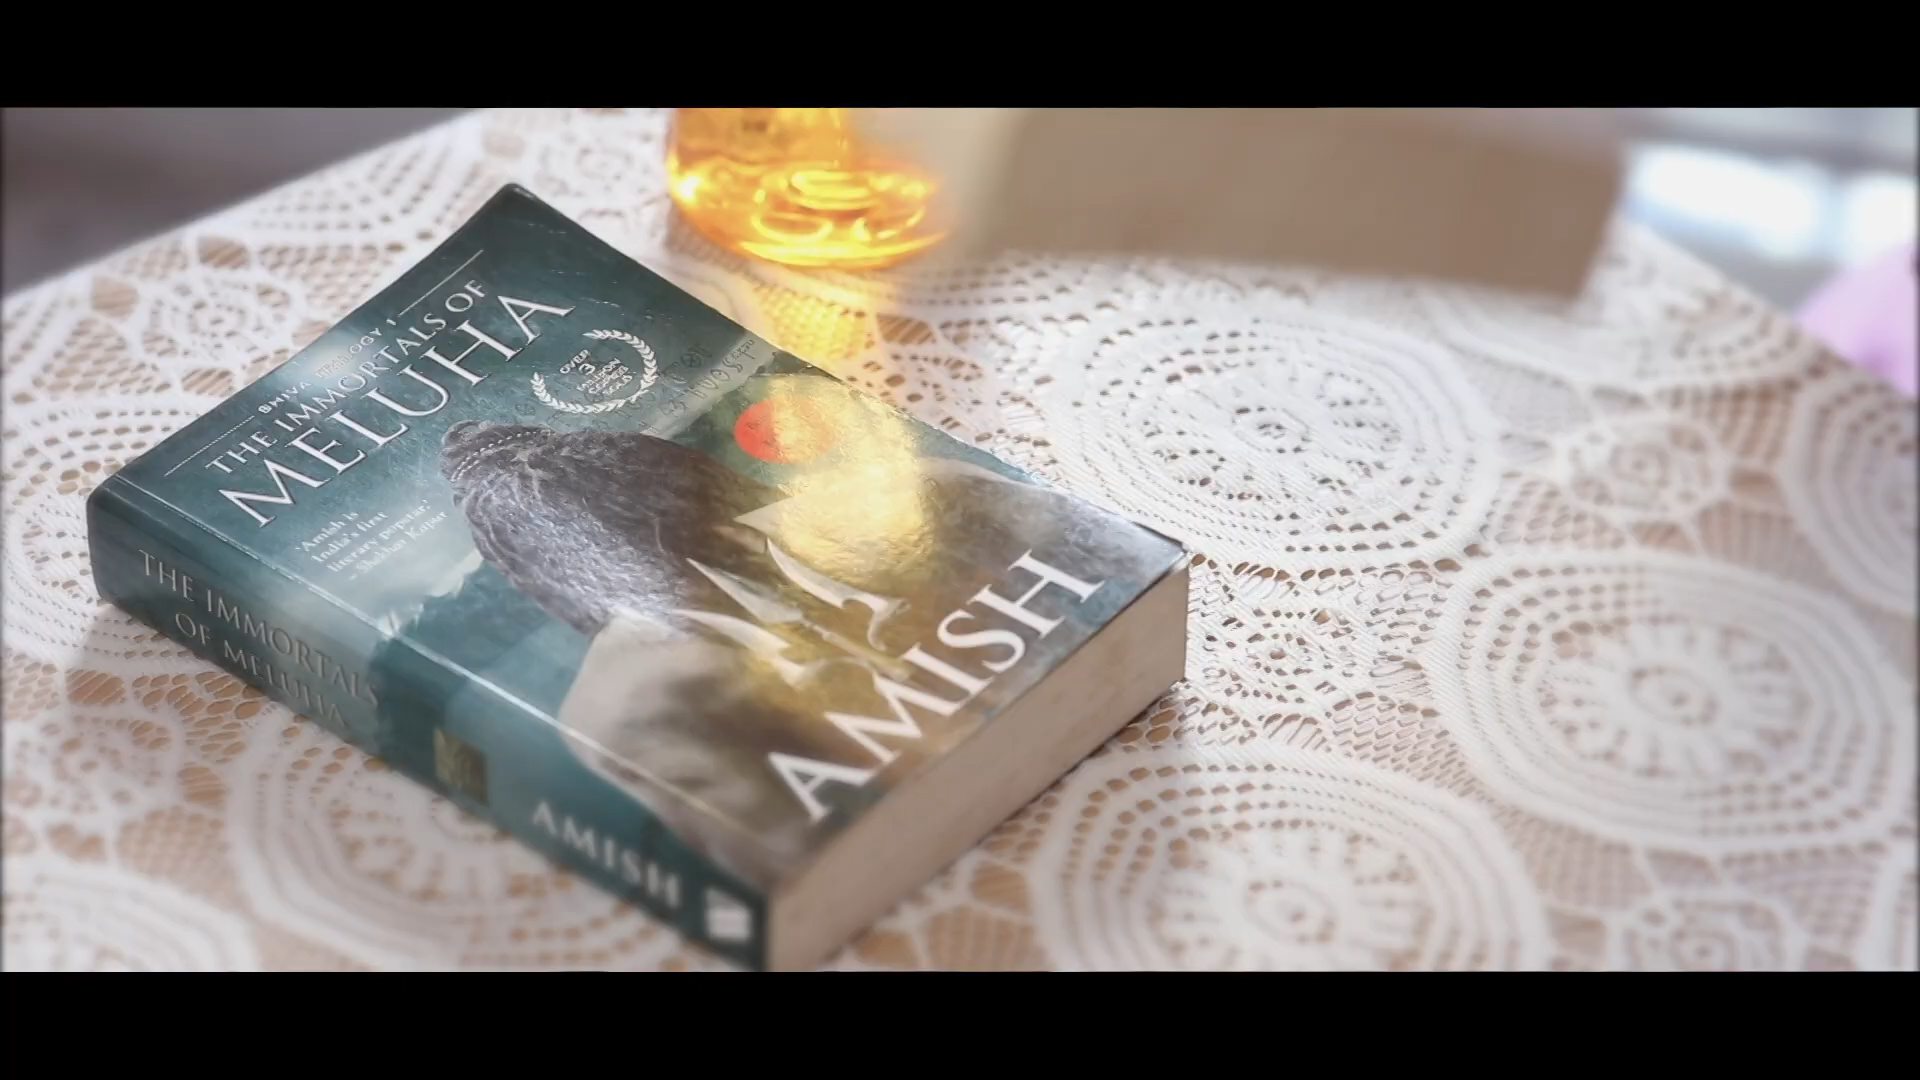 SHIVA TRILOGY 1
THE IMMORTALS OF
MELUHA
OVER
3
MILLION
COPIES
SOLD
'Amish is
India's first
literary popstar.'
- Shekhar Kapur
AMISH
THE IMMORTALS
OF MELUHA
AMISH